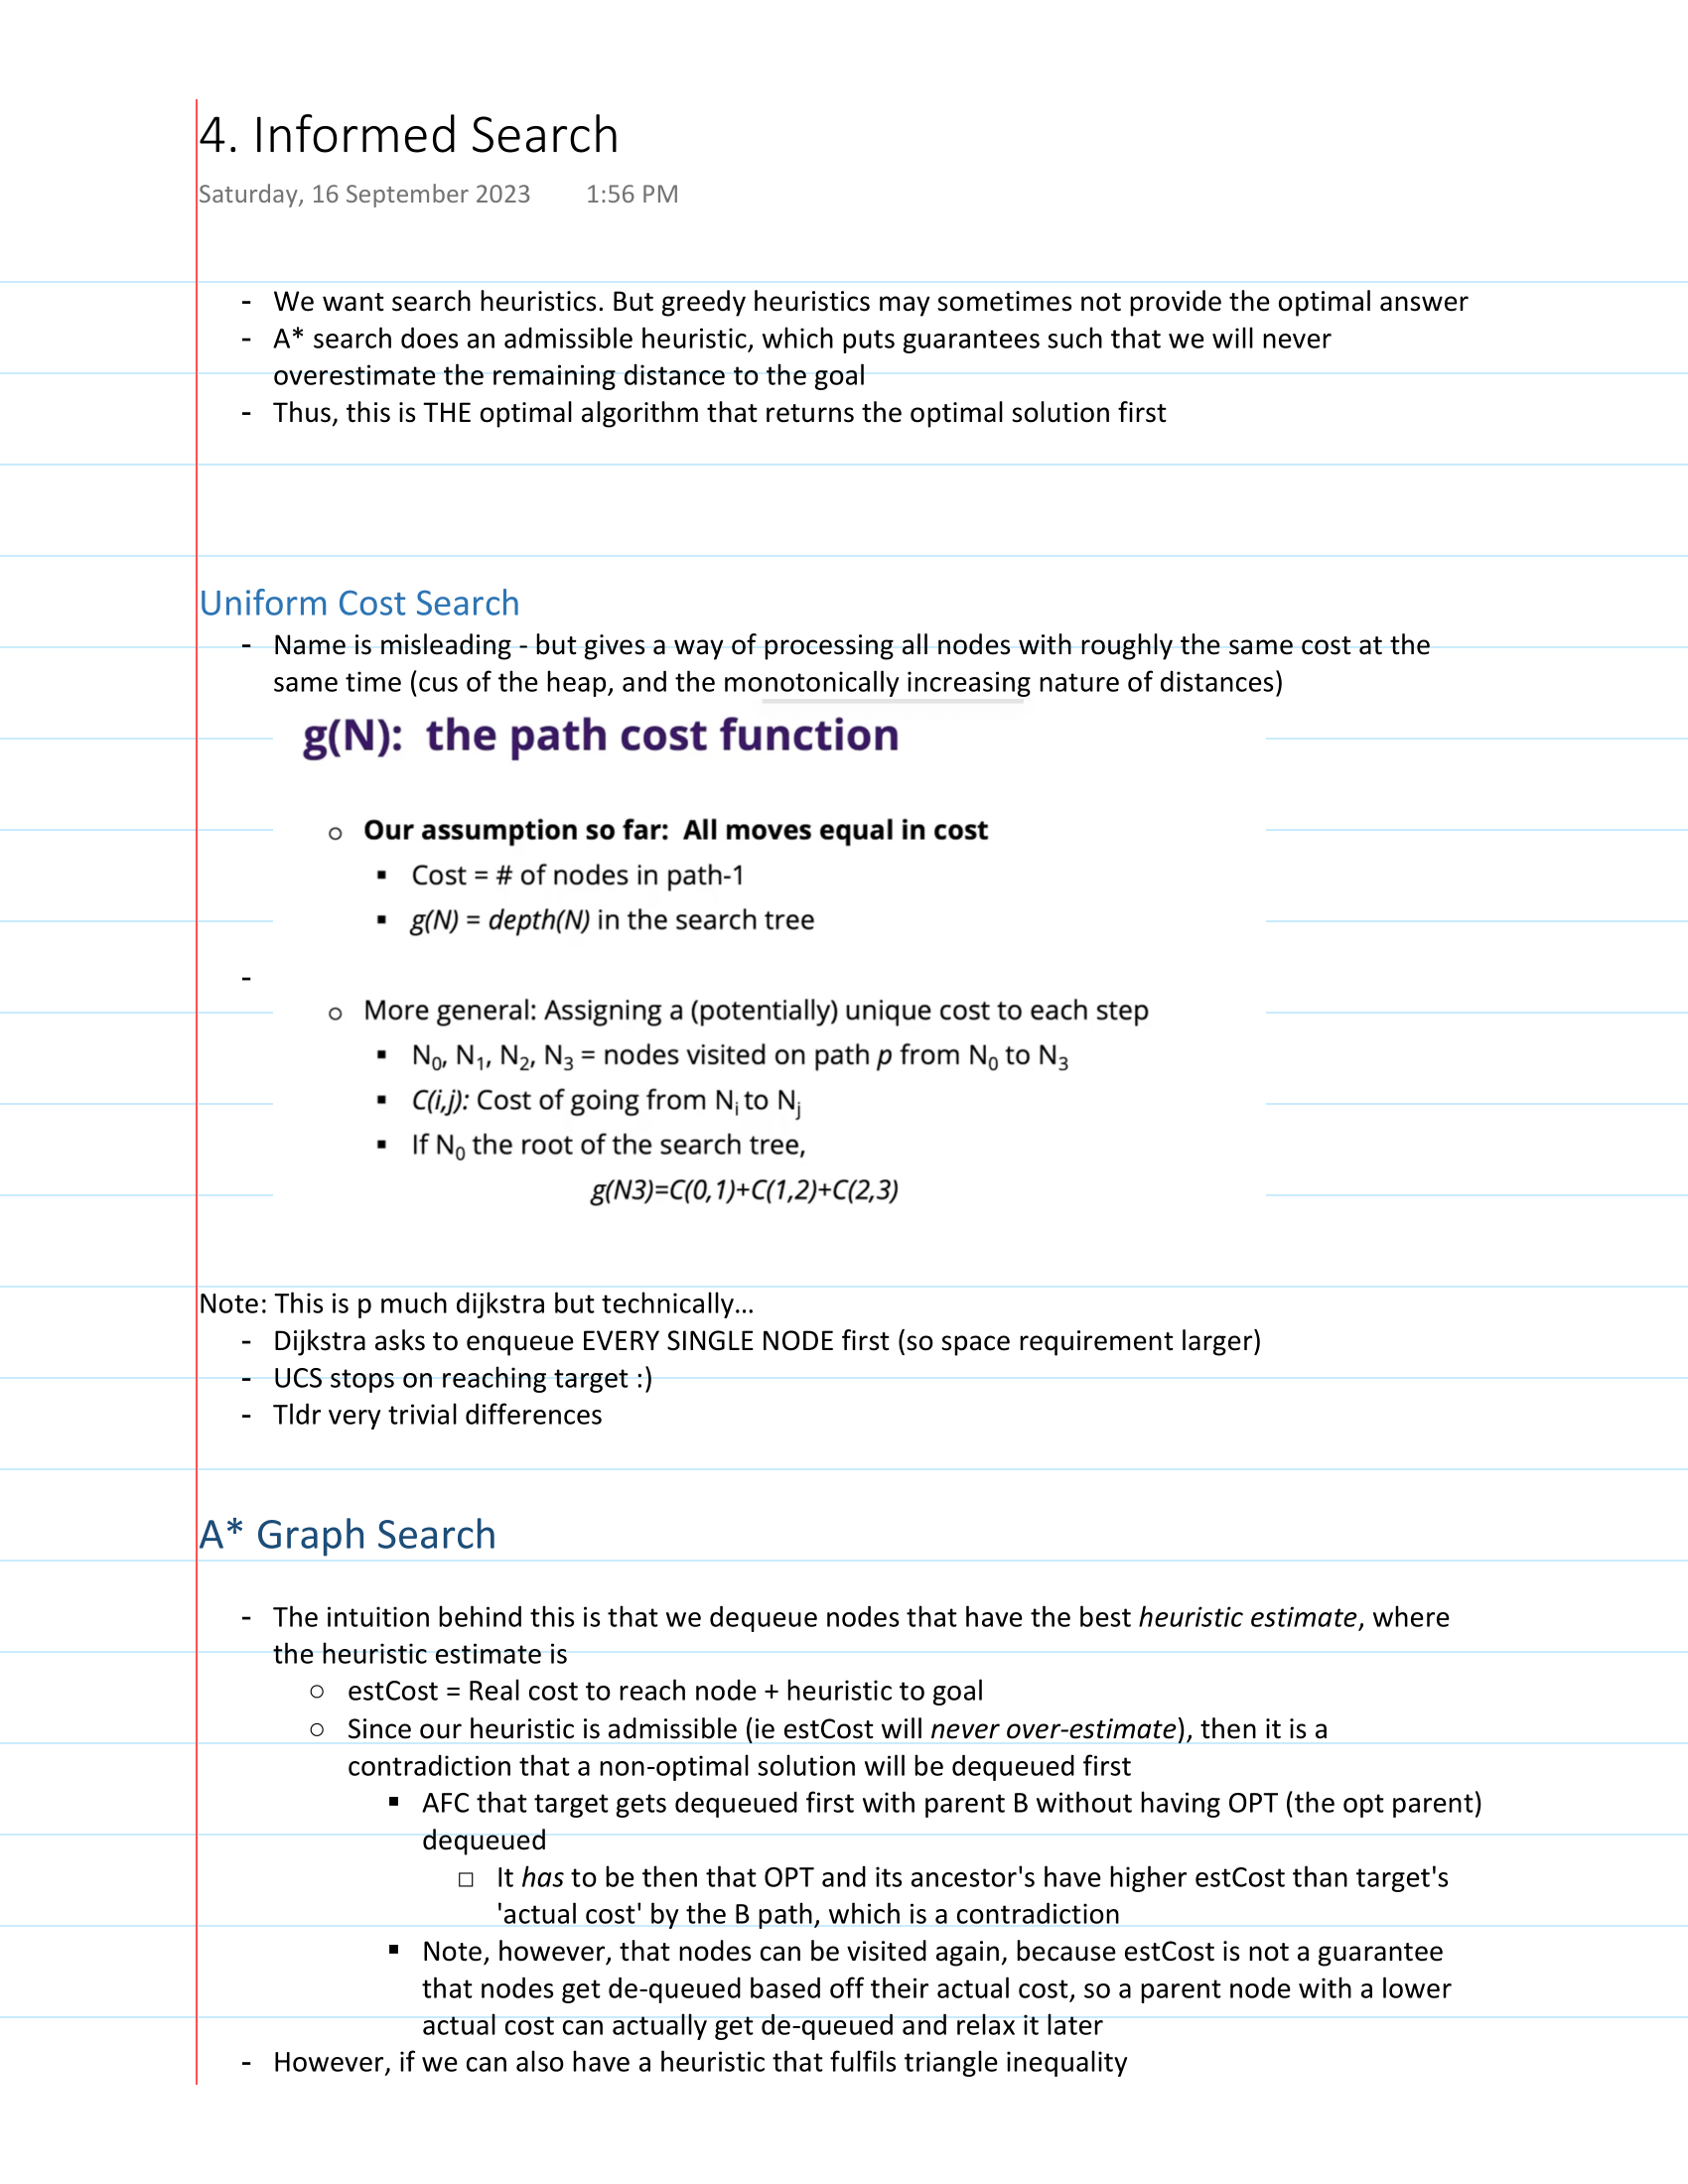 4. Informed Search
Saturday, 16 September 2023 1:56 PM
- We want search heuristics. But greedy heuristics may sometimes not provide the optimal answer
- A* search does an admissible heuristic, which puts guarantees such that we will never
overestimate the remaining distance to the goal
- Thus, this is THE optimal algorithm that returns the optimal solution first
Uniform Cost Search
- Name is misleading - but gives a way of processing all nodes with roughly the same cost at the
same time (cus of the heap, and the monotonically increasing nature of distances)
g(N): the path cost function
○ Our assumption so far: All moves equal in cost
▪ Cost = # of nodes in path-1
▪ g(N) = depth(N) in the search tree
-
○ More general: Assigning a (potentially) unique cost to each step
▪ N₀, N₁, N₂, N₃ = nodes visited on path p from N₀ to N₃
▪ C(i,j): Cost of going from Nᵢ to Nⱼ
▪ If N₀ the root of the search tree,
g(N3)=C(0,1)+C(1,2)+C(2,3)
Note: This is p much dijkstra but technically...
- Dijkstra asks to enqueue EVERY SINGLE NODE first (so space requirement larger)
- UCS stops on reaching target :)
- Tldr very trivial differences
A* Graph Search
- The intuition behind this is that we dequeue nodes that have the best heuristic estimate, where
the heuristic estimate is
○ estCost = Real cost to reach node + heuristic to goal
○ Since our heuristic is admissible (ie estCost will never over-estimate), then it is a
contradiction that a non-optimal solution will be dequeued first
▪ AFC that target gets dequeued first with parent B without having OPT (the opt parent)
dequeued
□ It has to be then that OPT and its ancestor's have higher estCost than target's
'actual cost' by the B path, which is a contradiction
▪ Note, however, that nodes can be visited again, because estCost is not a guarantee
that nodes get de-queued based off their actual cost, so a parent node with a lower
actual cost can actually get de-queued and relax it later
- However, if we can also have a heuristic that fulfils triangle inequality